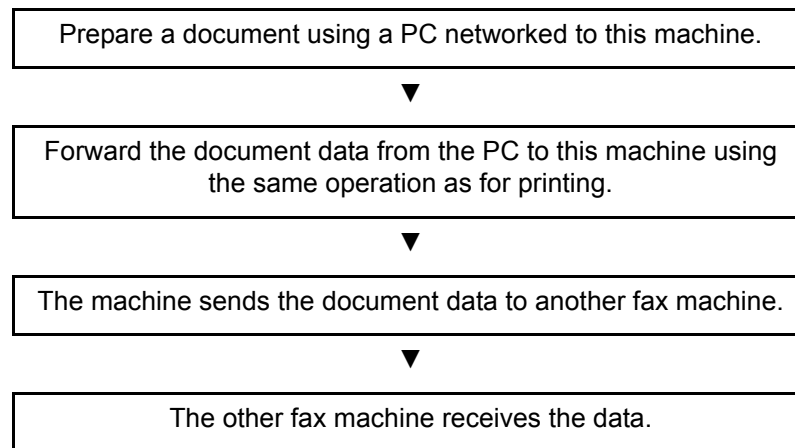 Prepare a document using a PC networked to this machine.
▼
Forward the document data from the PC to this machine using
the same operation as for printing.
▼
The machine sends the document data to another fax machine.
▼
The other fax machine receives the data.